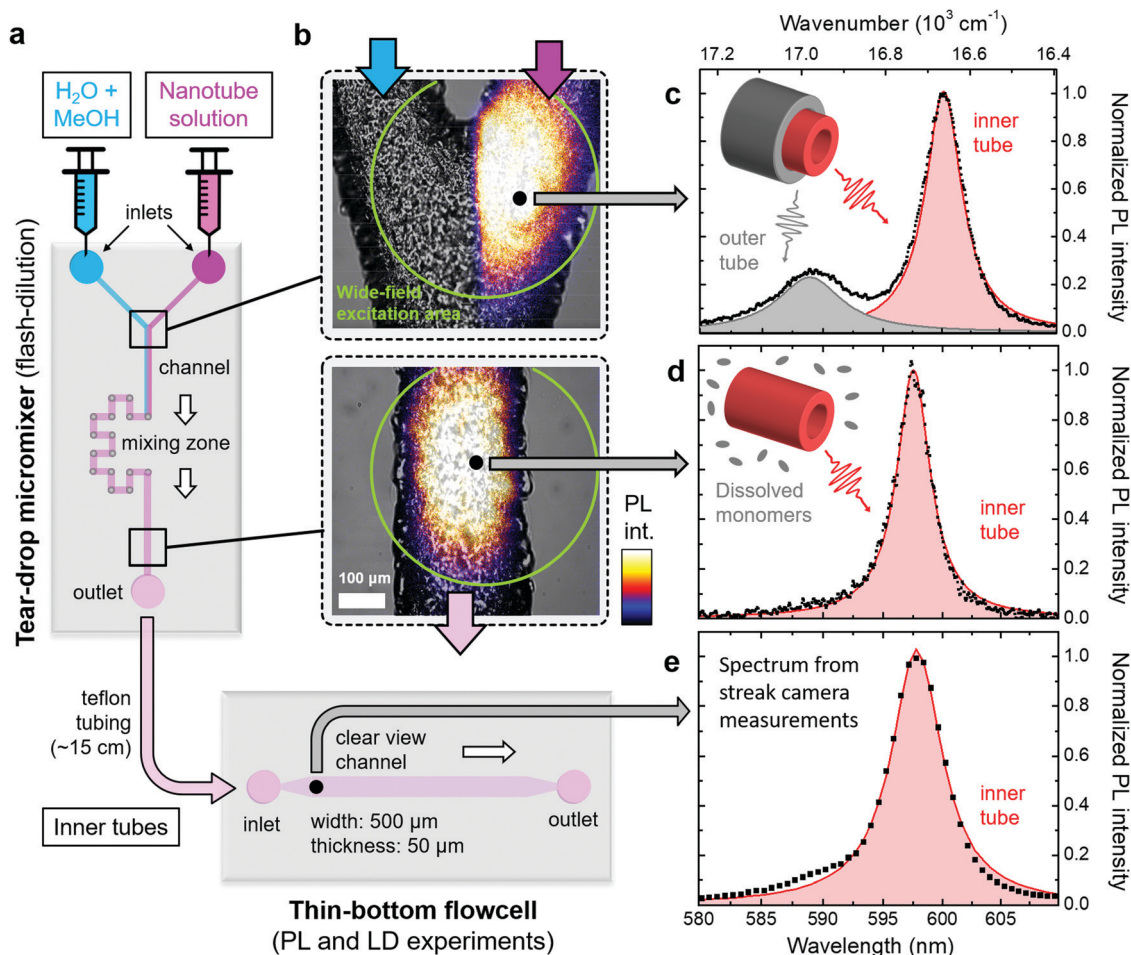 a
H₂O +
MeOH
Nanotube
solution
inlets
channel
mixing zone
outlet
Tear-drop micromixer (flash-dilution)
teflon
tubing
(~15 cm)
Inner tubes
b
Wide-field
excitation area
100 µm
PL
int.
clear view
channel
inlet
outlet
width: 500 µm
thickness: 50 µm
Thin-bottom flowcell
(PL and LD experiments)
Wavenumber (10³ cm⁻¹)
17.2 17.0 16.8 16.6 16.4
c
inner
tube
outer
tube
1.0
0.8
0.6
0.4
0.2
0.0
Normalized PL intensity
d
Dissolved
monomers
inner
tube
1.0
0.8
0.6
0.4
0.2
0.0
Normalized PL intensity
e
Spectrum from
streak camera
measurements
inner
tube
1.0
0.8
0.6
0.4
0.2
0.0
Normalized PL intensity
580 585 590 595 600 605
Wavelength (nm)